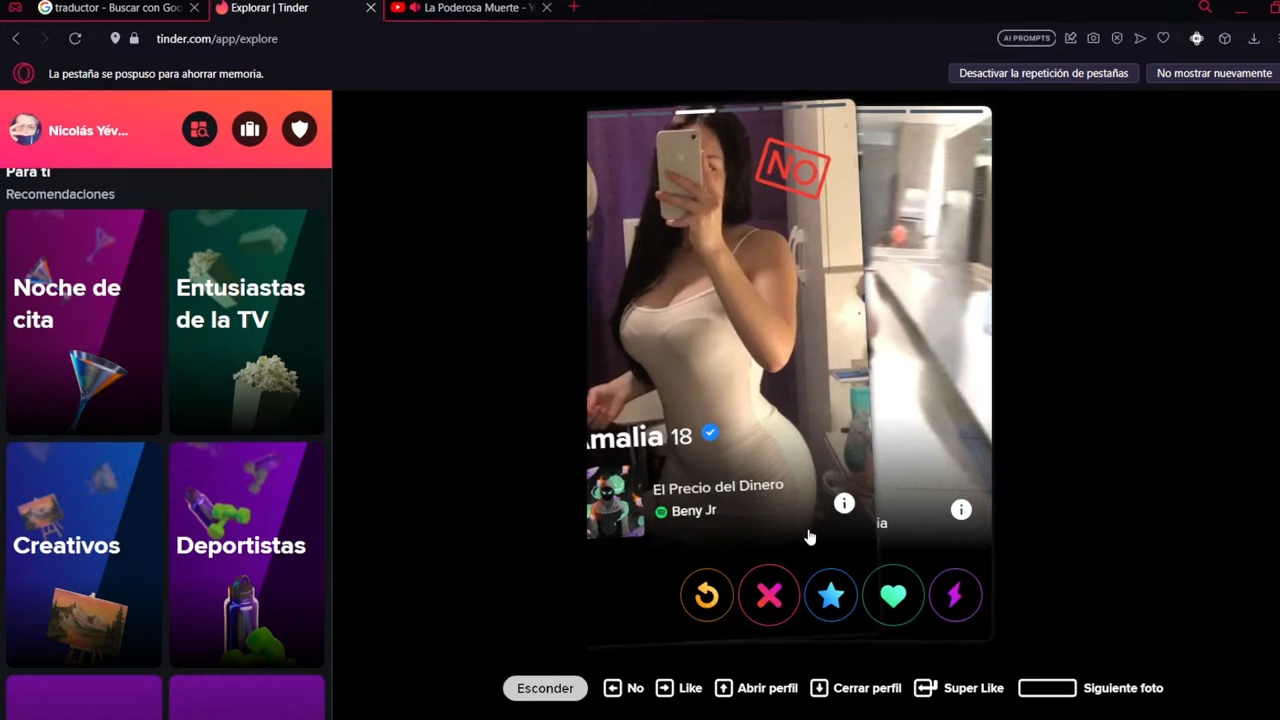 traductor - Buscar con Goo
Explorar | Tinder
La Poderosa Muerte - Y
tinder.com/app/explore
AI PROMPTS
La pestaña se pospuso para ahorrar memoria.
Desactivar la repetición de pestañas
No mostrar nuevamente
Nicolás Yév...
Para ti
Recomendaciones
Noche de
cita
Entusiastas
de la TV
Creativos
Deportistas
NO
Amalia 18
El Precio del Dinero
Beny Jr
ia
Esconder
No
Like
Abrir perfil
Cerrar perfil
Super Like
Siguiente foto